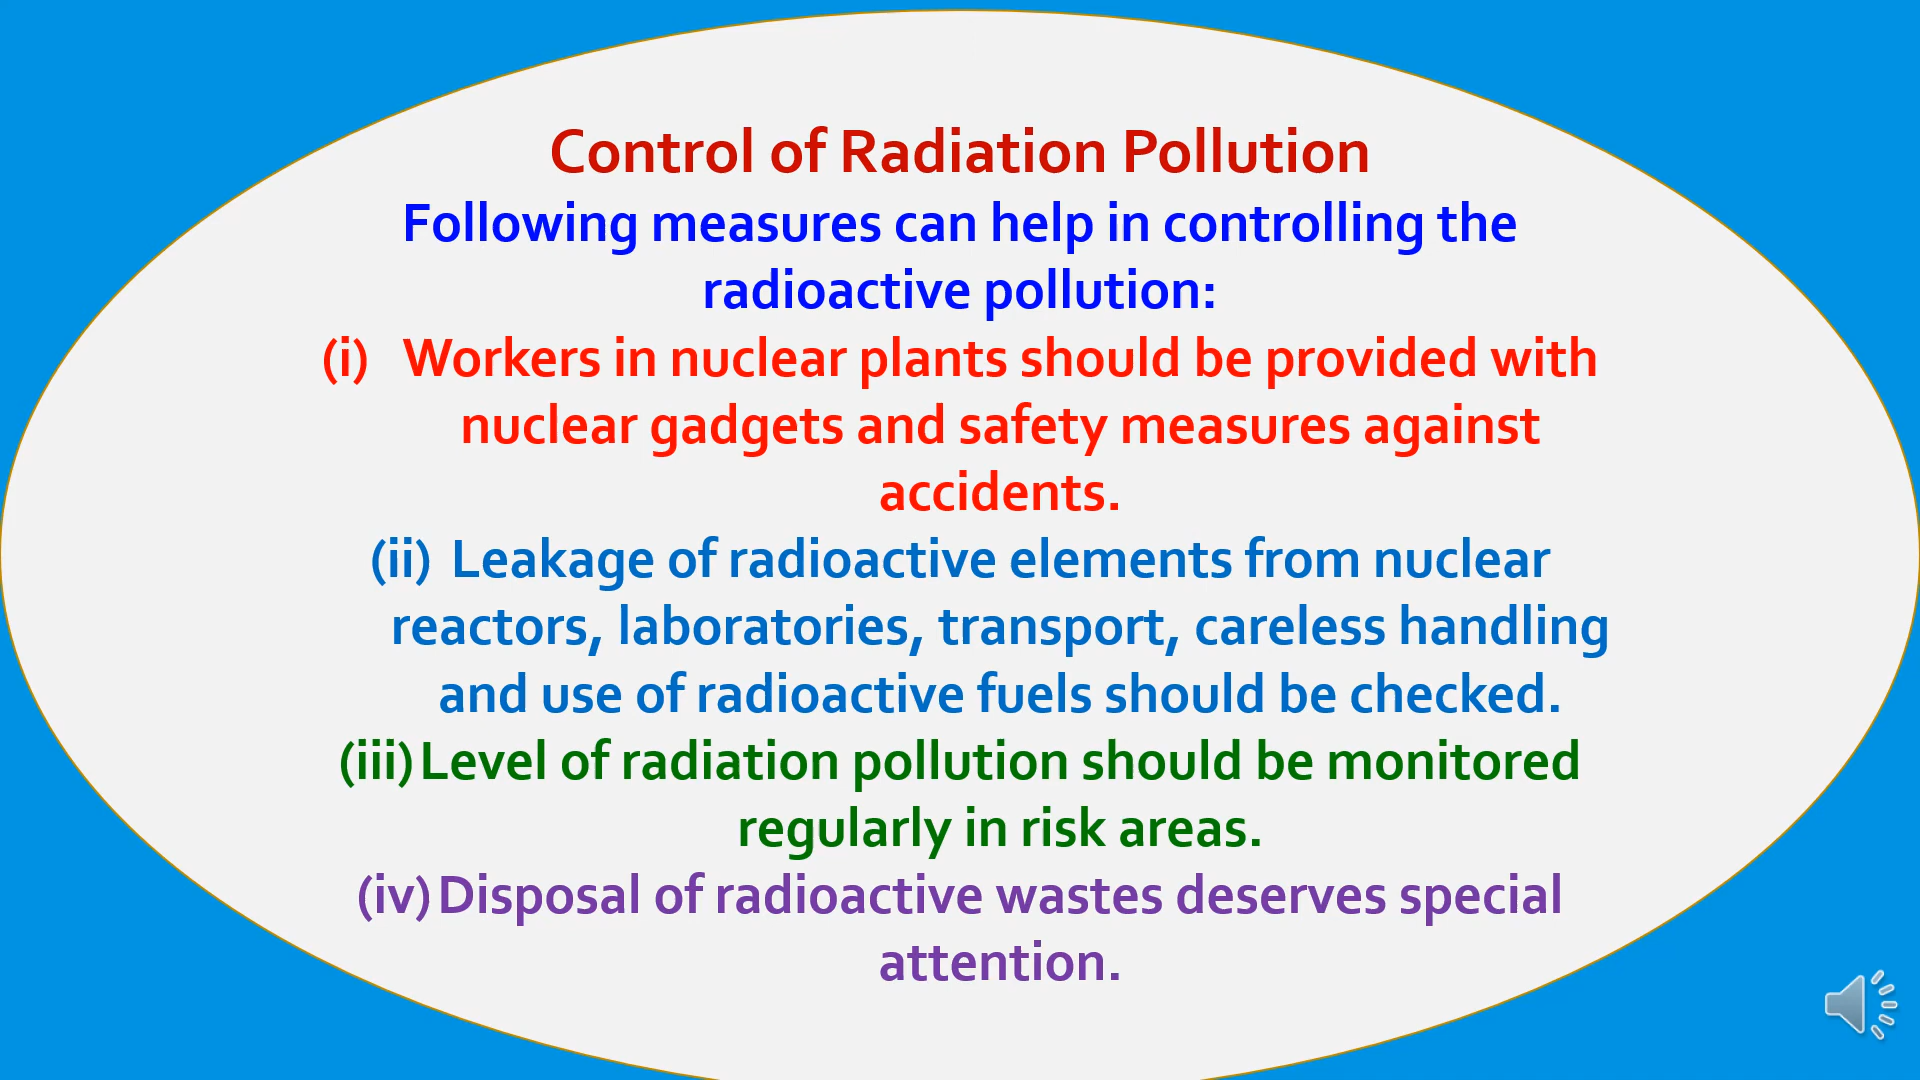 Control of Radiation Pollution
Following measures can help in controlling the
radioactive pollution:
(i) Workers in nuclear plants should be provided with
nuclear gadgets and safety measures against
accidents.
(ii) Leakage of radioactive elements from nuclear
reactors, laboratories, transport, careless handling
and use of radioactive fuels should be checked.
(iii) Level of radiation pollution should be monitored
regularly in risk areas.
(iv) Disposal of radioactive wastes deserves special
attention.